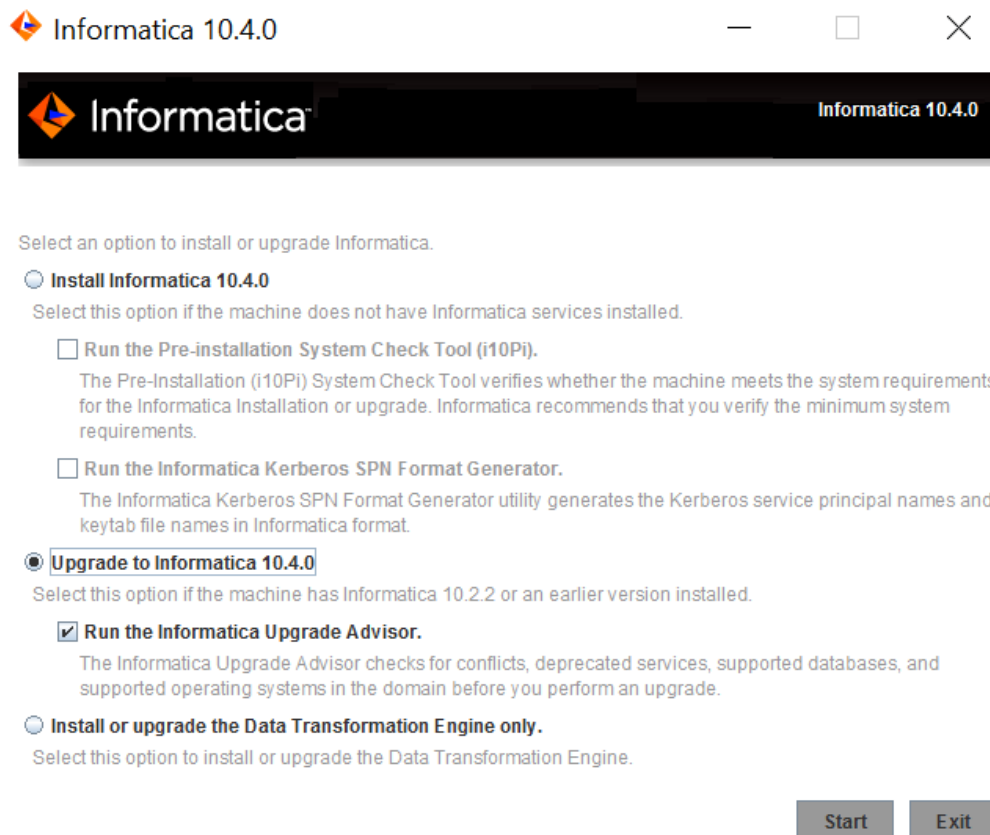 Informatica 10.4.0
Informatica
Informatica 10.4.0
Select an option to install or upgrade Informatica.
Install Informatica 10.4.0
Select this option if the machine does not have Informatica services installed.
Run the Pre-installation System Check Tool (i10Pi).
The Pre-Installation (i10Pi) System Check Tool verifies whether the machine meets the system requirements
for the Informatica Installation or upgrade. Informatica recommends that you verify the minimum system
requirements.
Run the Informatica Kerberos SPN Format Generator.
The Informatica Kerberos SPN Format Generator utility generates the Kerberos service principal names and
keytab file names in Informatica format.
Upgrade to Informatica 10.4.0
Select this option if the machine has Informatica 10.2.2 or an earlier version installed.
Run the Informatica Upgrade Advisor.
The Informatica Upgrade Advisor checks for conflicts, deprecated services, supported databases, and
supported operating systems in the domain before you perform an upgrade.
Install or upgrade the Data Transformation Engine only.
Select this option to install or upgrade the Data Transformation Engine.
Start Exit